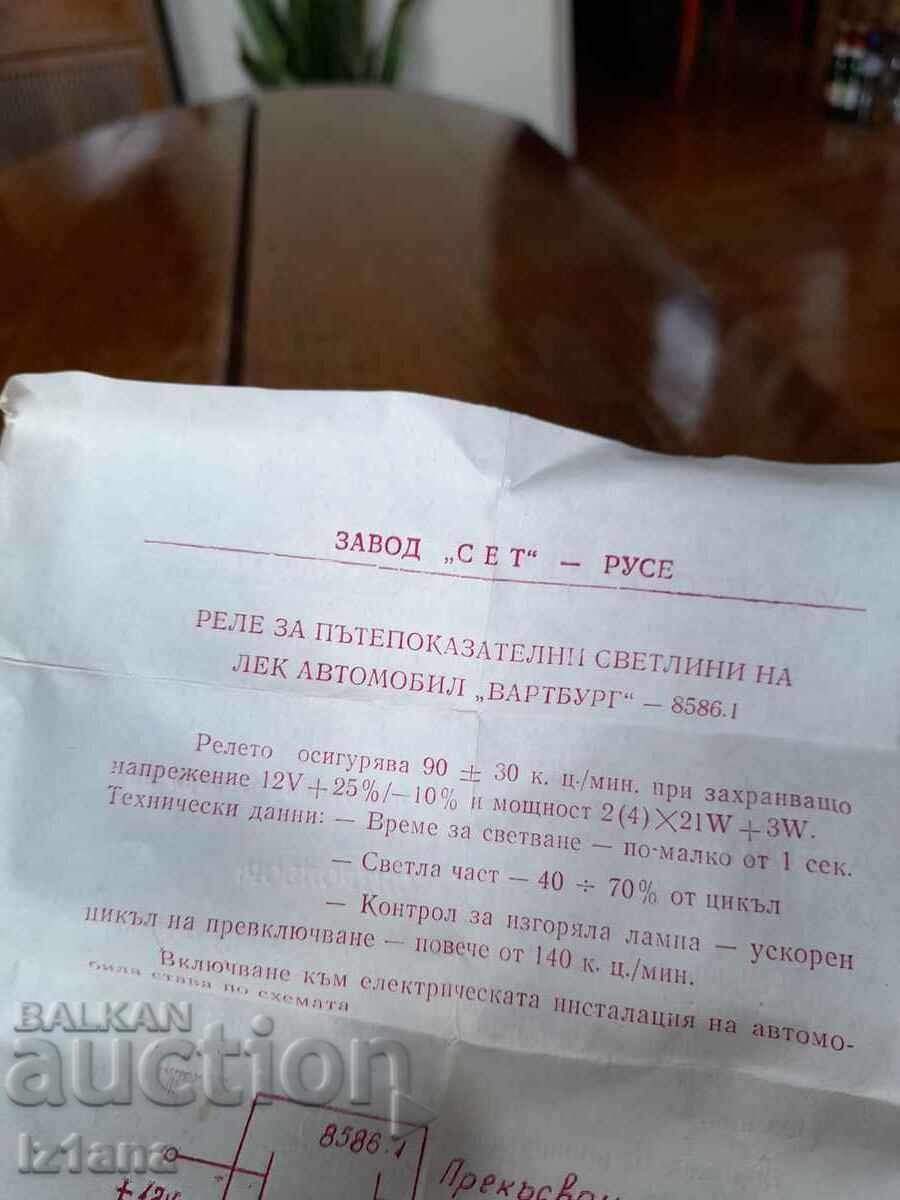 ЗАВОД „СЕТ“ — РУСЕ
РЕЛЕ ЗА ПЪТЕПОКАЗАТЕЛНИ СВЕТЛИНИ НА
ЛЕК АВТОМОБИЛ „ВАРТБУРГ“ — 8586.1
Релето осигурява 90 ± 30 к. ц./мин. при захранващо
напрежение 12V+25%/−10% и мощност 2(4)×21W+3W.
Технически данни: — Време за светване — по-малко от 1 сек.
— Светла част — 40 ÷ 70% от цикъл
— Контрол за изгоряла лампа — ускорен
цикъл на превключване — повече от 140 к. ц./мин.
Включване към електрическата инсталация на автомо-
била става по схемата
BALKAN
auction
iz1ana
8586.1
+12V